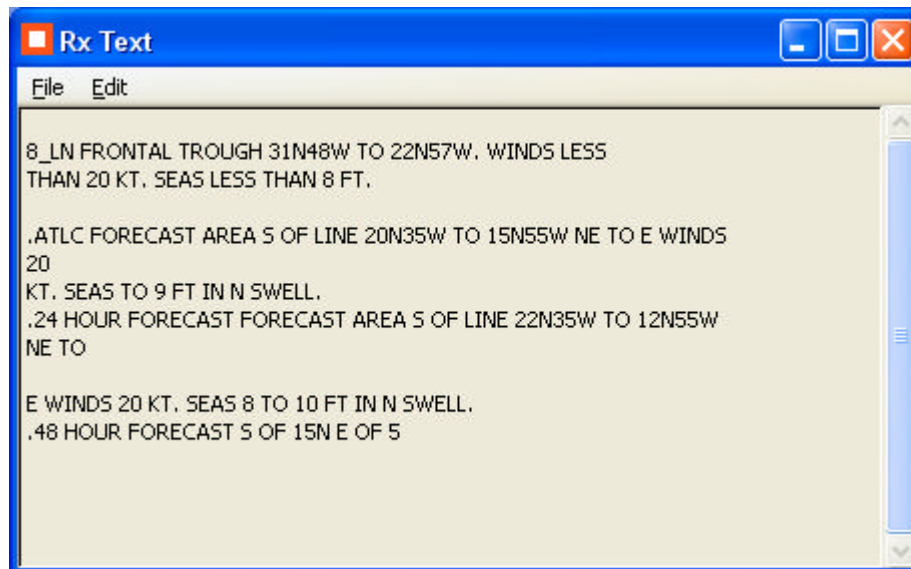 Rx Text
File Edit
8_LN FRONTAL TROUGH 31N48W TO 22N57W. WINDS LESS
THAN 20 KT. SEAS LESS THAN 8 FT.
.ATLC FORECAST AREA S OF LINE 20N35W TO 15N55W NE TO E WINDS
20
KT. SEAS TO 9 FT IN N SWELL.
.24 HOUR FORECAST FORECAST AREA S OF LINE 22N35W TO 12N55W
NE TO
E WINDS 20 KT. SEAS 8 TO 10 FT IN N SWELL.
.48 HOUR FORECAST S OF 15N E OF 5